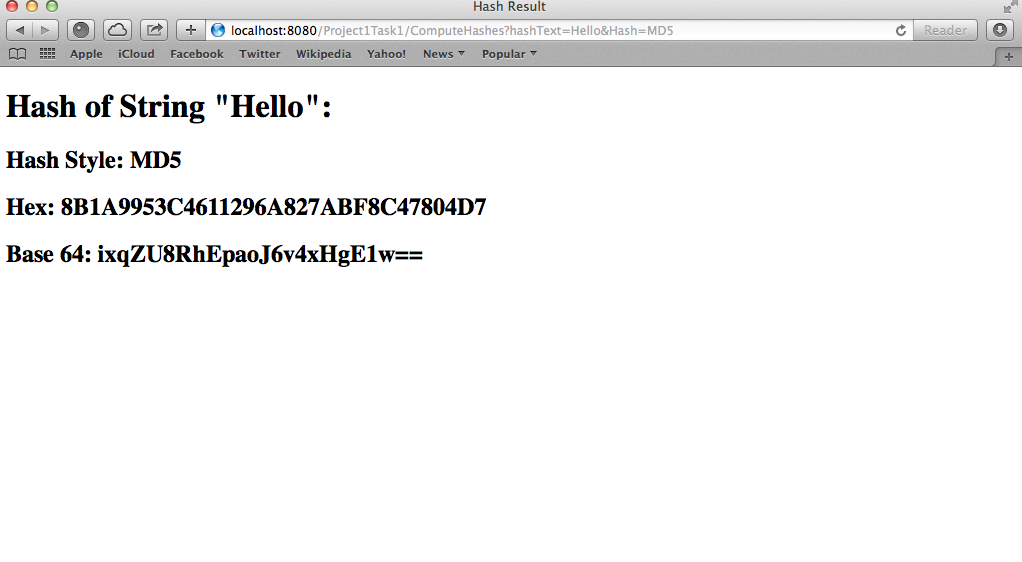 Hash Result
localhost:8080/Project1Task1/ComputeHashes?hashText=Hello&Hash=MD5
Reader
Apple iCloud Facebook Twitter Wikipedia Yahoo! News Popular
Hash of String "Hello":
Hash Style: MD5
Hex: 8B1A9953C4611296A827ABF8C47804D7
Base 64: ixqZU8RhEpaoJ6v4xHgE1w==